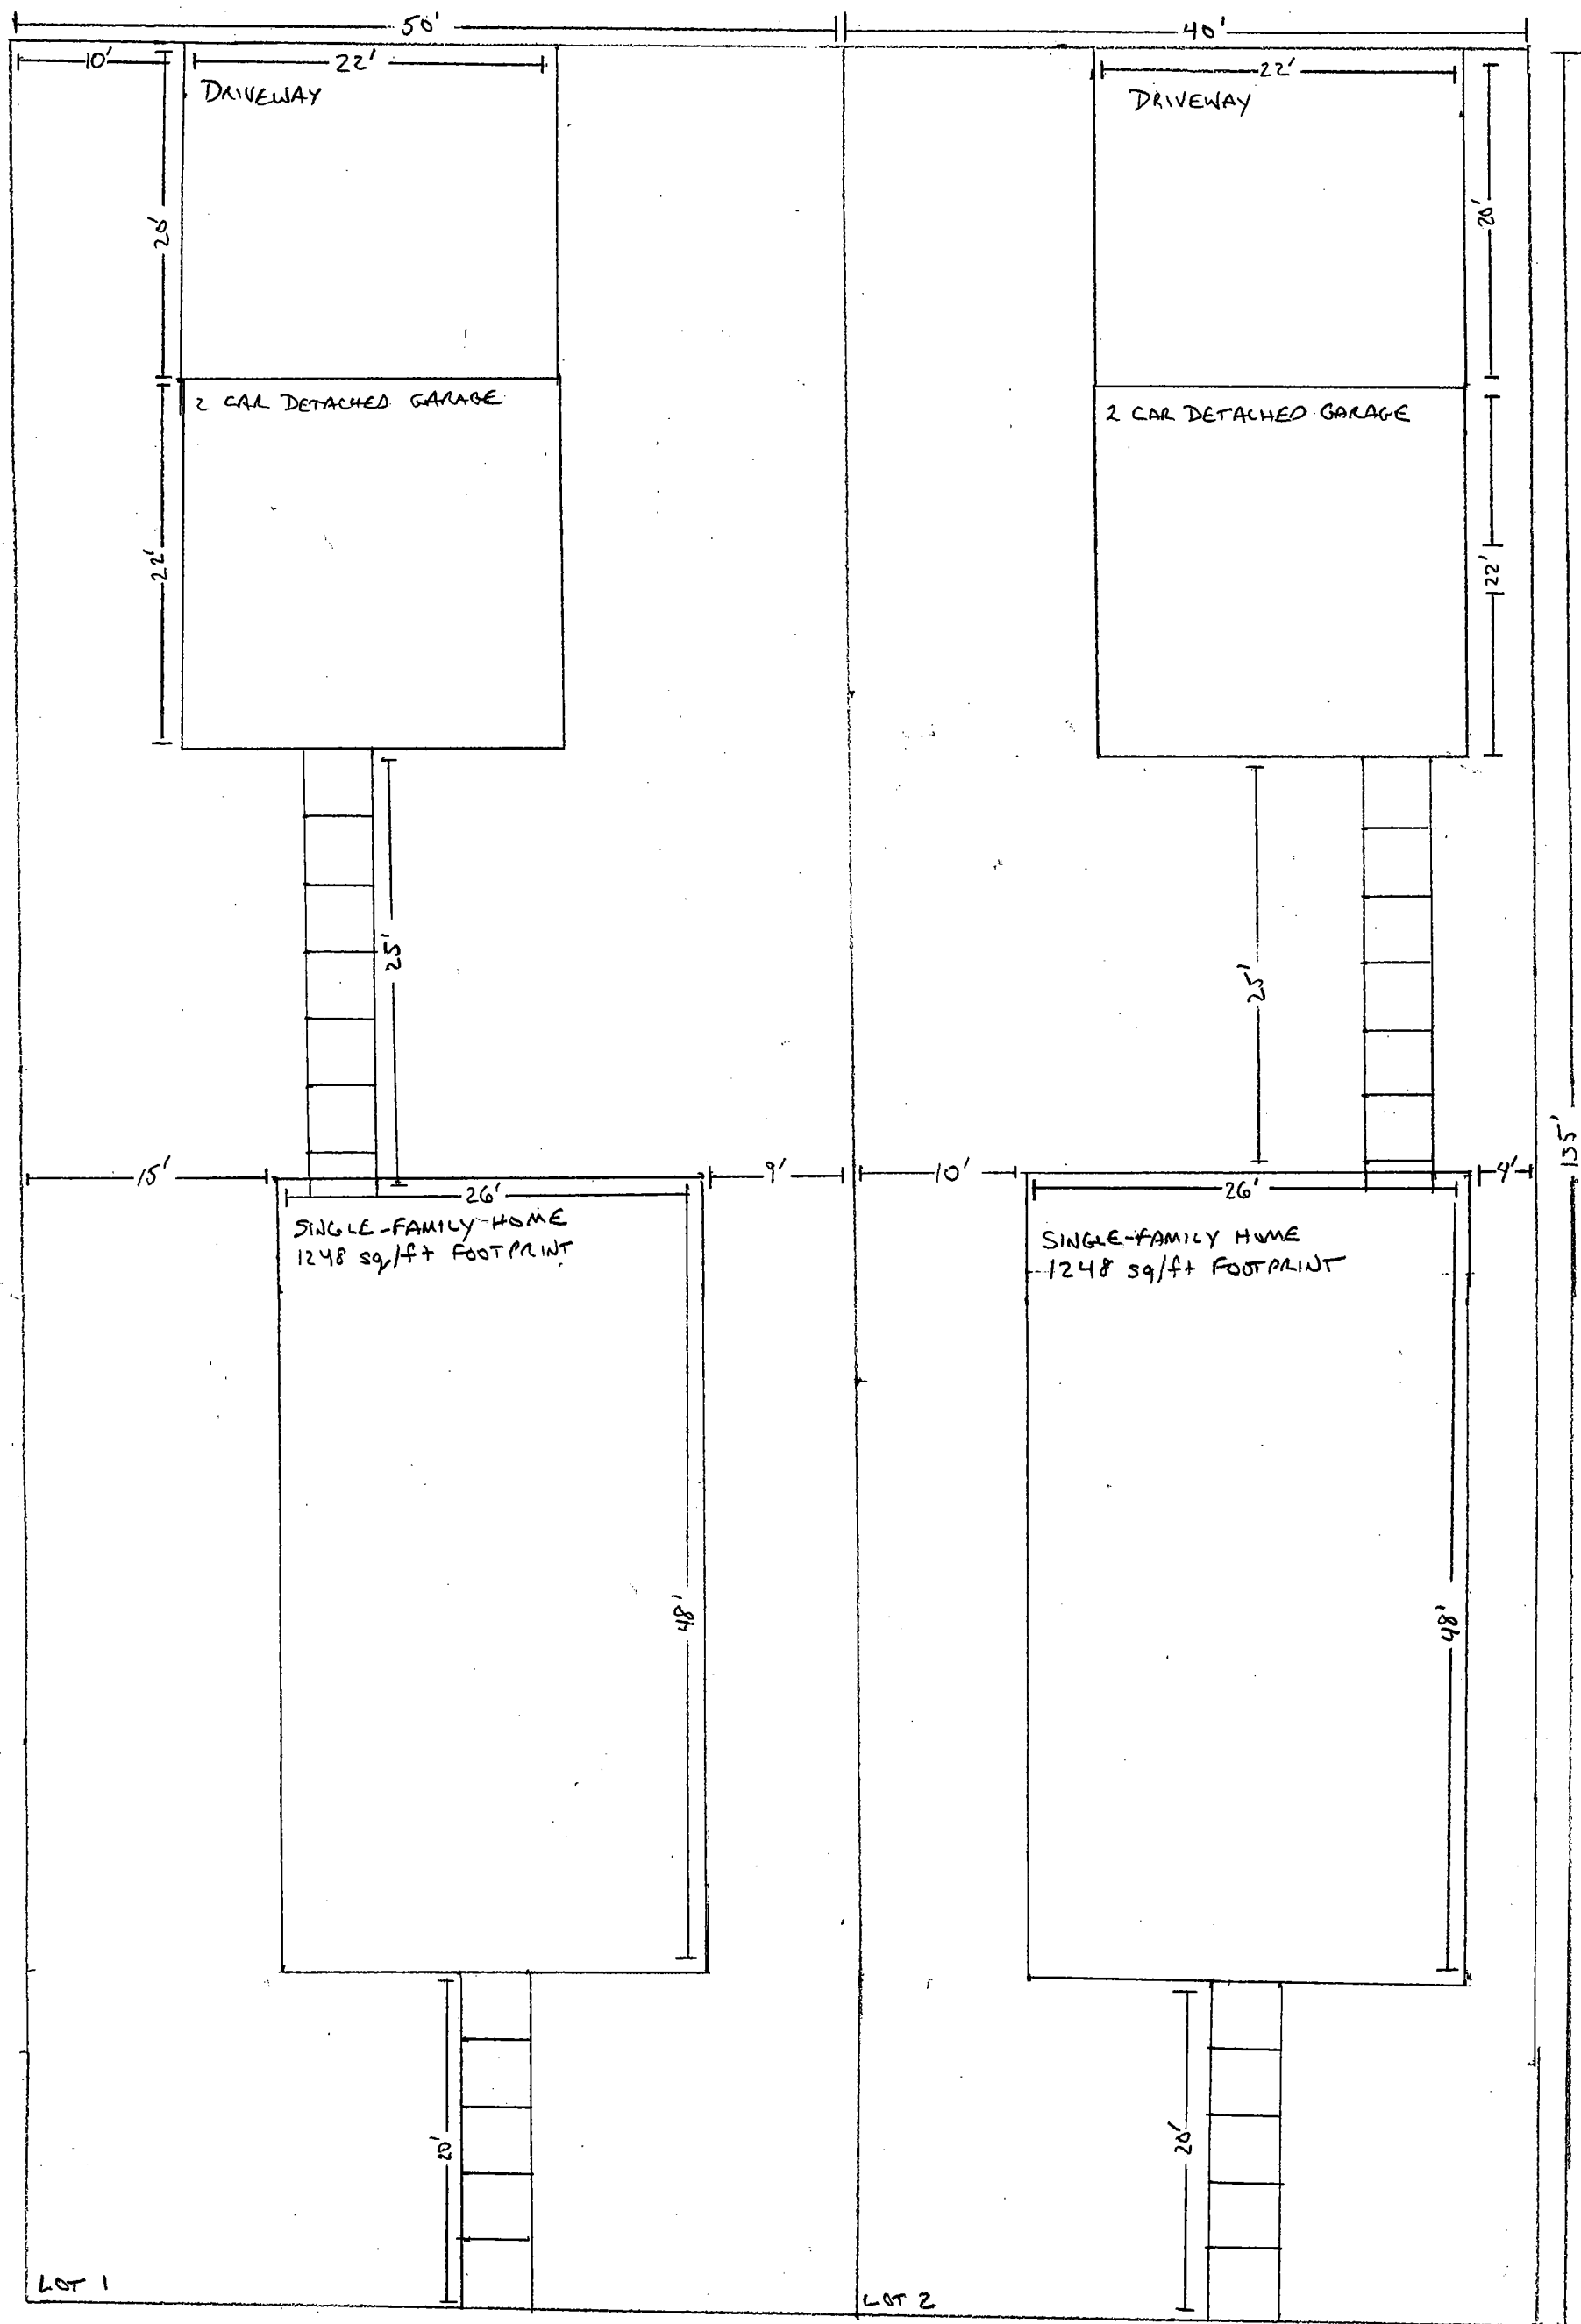 50'
40'
10'
22'
22'
DRIVEWAY
DRIVEWAY
20'
20'
2 CAR DETACHED GARAGE
2 CAR DETACHED GARAGE
22'
22'
25'
25'
135'
15'
9'
10'
4'
26'
26'
SINGLE-FAMILY-HOME
1248 sq/ft FOOTPRINT
SINGLE-FAMILY HOME
1248 sq/ft FOOTPRINT
48'
48'
20'
20'
LOT 1
LOT 2